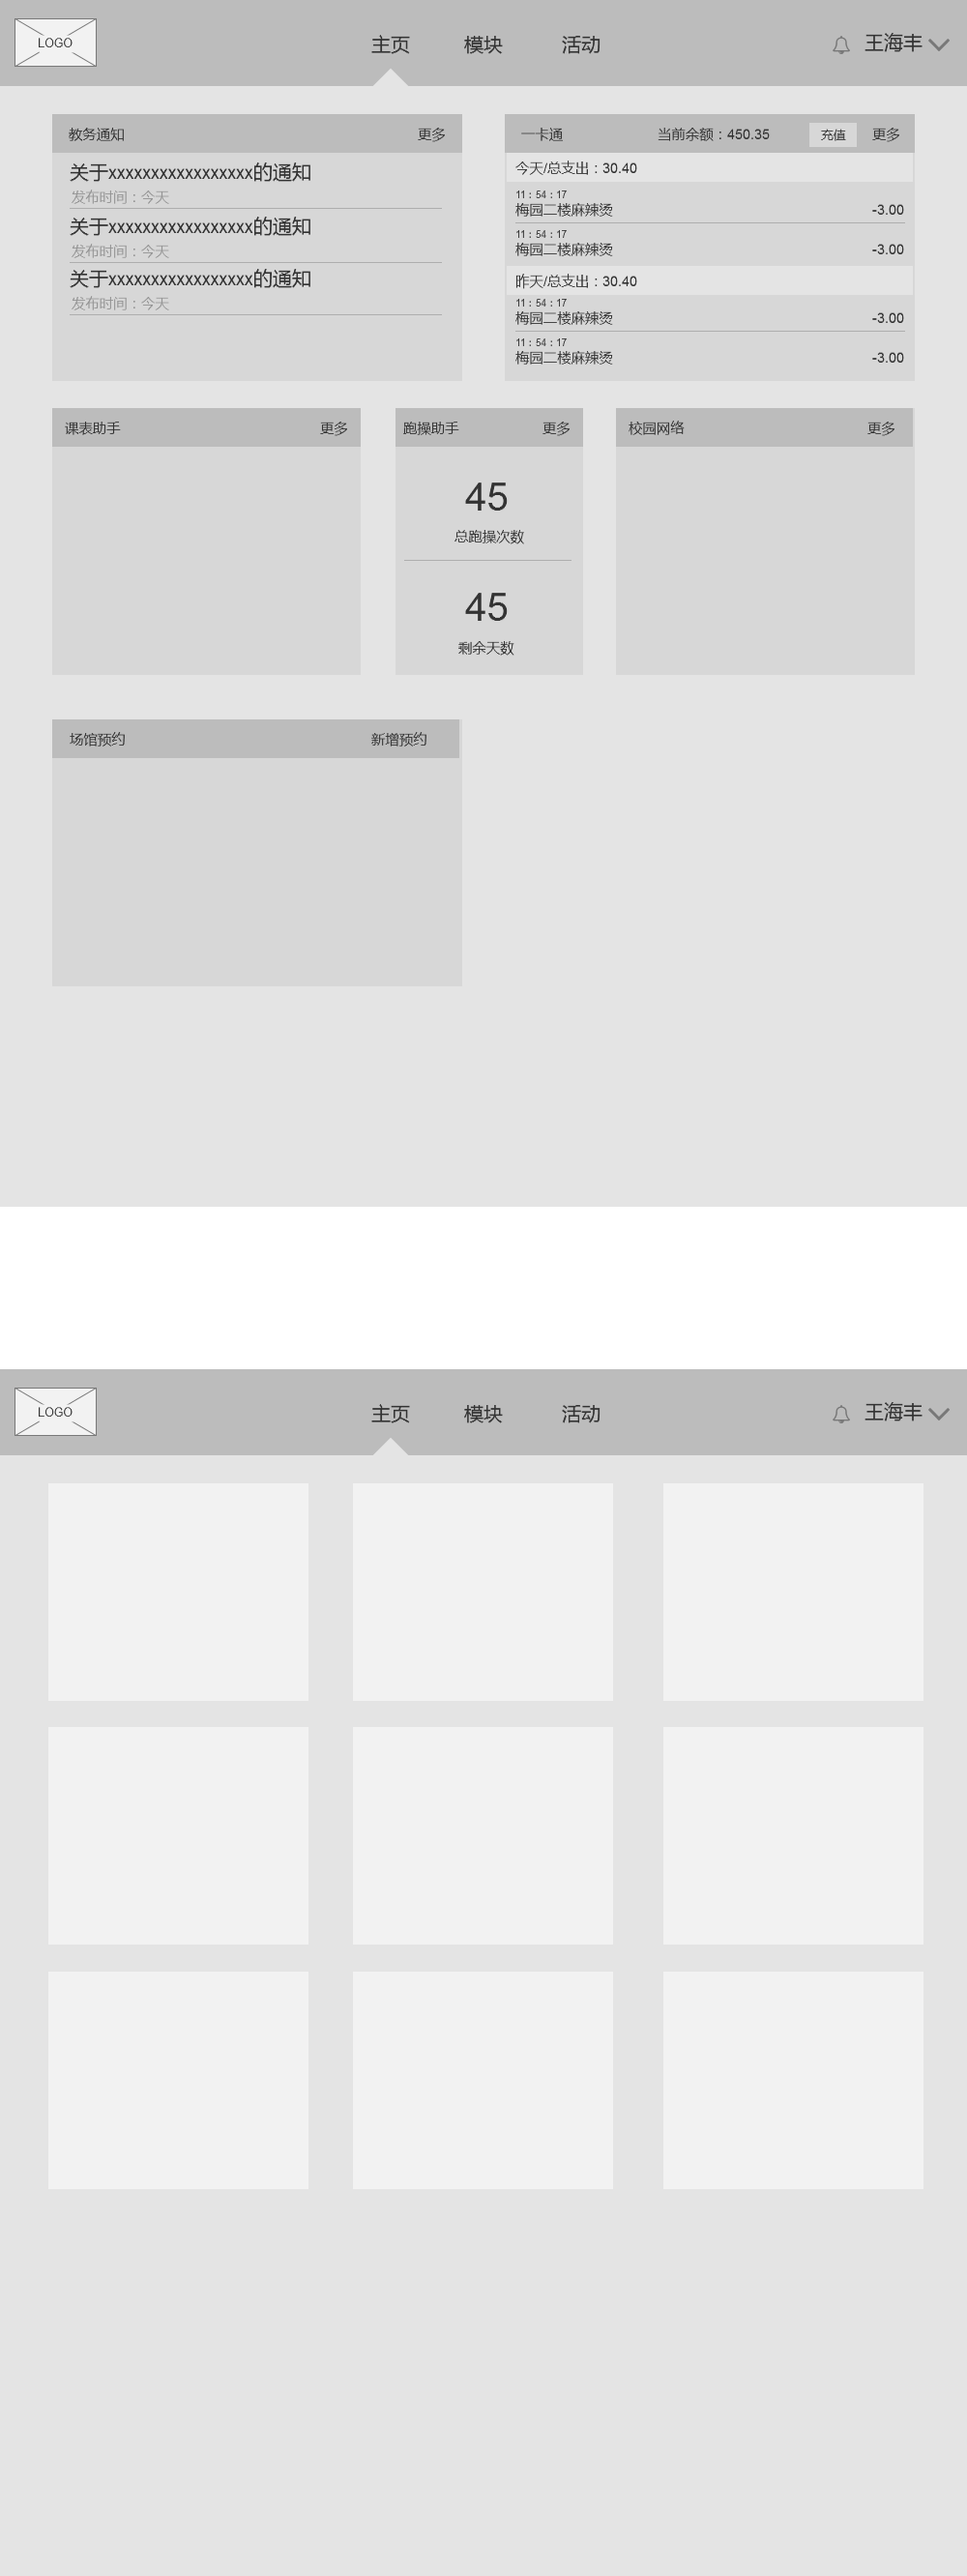 LOGO 主页 模块 活动 王海丰
教务通知 更多
关于xxxxxxxxxxxxxxxxx的通知
发布时间：今天
关于xxxxxxxxxxxxxxxxx的通知
发布时间：今天
关于xxxxxxxxxxxxxxxxx的通知
发布时间：今天
一卡通 当前余额：450.35 充值 更多
今天/总支出：30.40
11：54：17
梅园二楼麻辣烫 -3.00
11：54：17
梅园二楼麻辣烫 -3.00
昨天/总支出：30.40
11：54：17
梅园二楼麻辣烫 -3.00
11：54：17
梅园二楼麻辣烫 -3.00
课表助手 更多
跑操助手 更多
45
总跑操次数
45
剩余天数
校园网络 更多
场馆预约 新增预约
LOGO 主页 模块 活动 王海丰